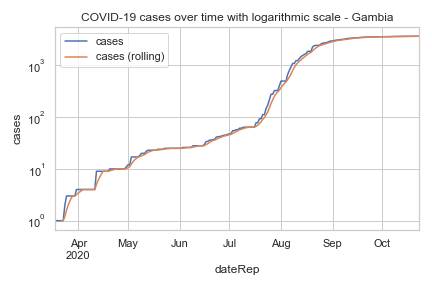 COVID-19 cases over time with logarithmic scale - Gambia
cases
cases (rolling)
10³
10²
10¹
10⁰
cases
Apr
2020
May
Jun
Jul
Aug
Sep
Oct
dateRep